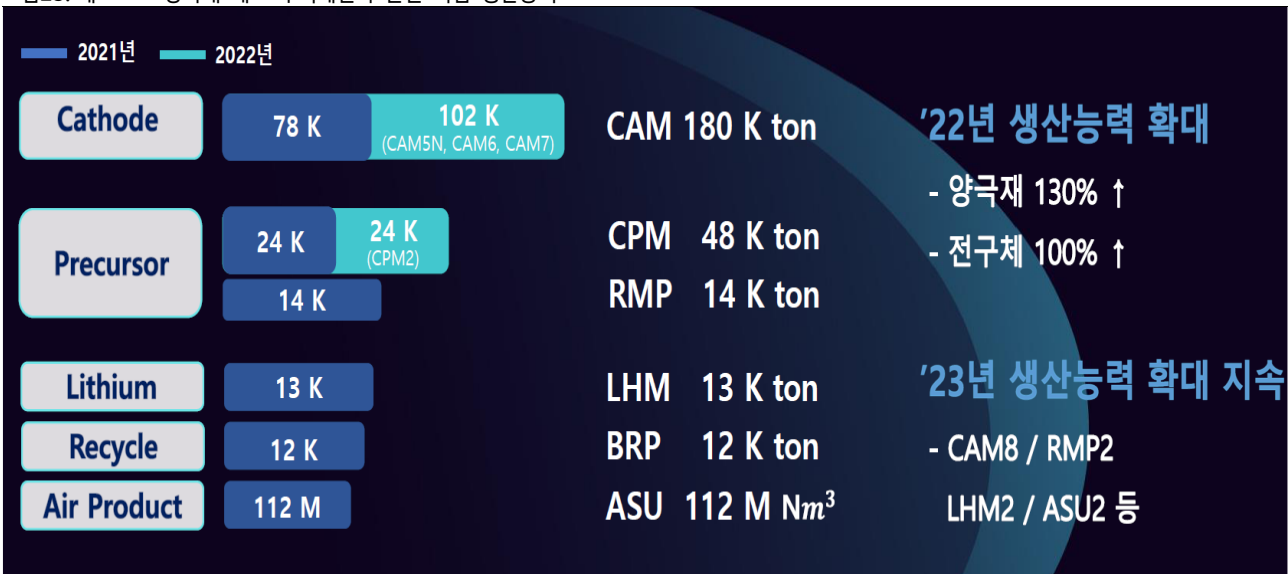 2021년 2022년
Cathode 78 K 102 K CAM 180 K ton
(CAM5N, CAM6, CAM7)
Precursor 24 K 24 K CPM 48 K ton
(CPM2)
14 K RMP 14 K ton
Lithium 13 K LHM 13 K ton
Recycle 12 K BRP 12 K ton
Air Product 112 M ASU 112 M Nm³
’22년 생산능력 확대
- 양극재 130% ↑
- 전구체 100% ↑
’23년 생산능력 확대 지속
- CAM8 / RMP2
LHM2 / ASU2 등